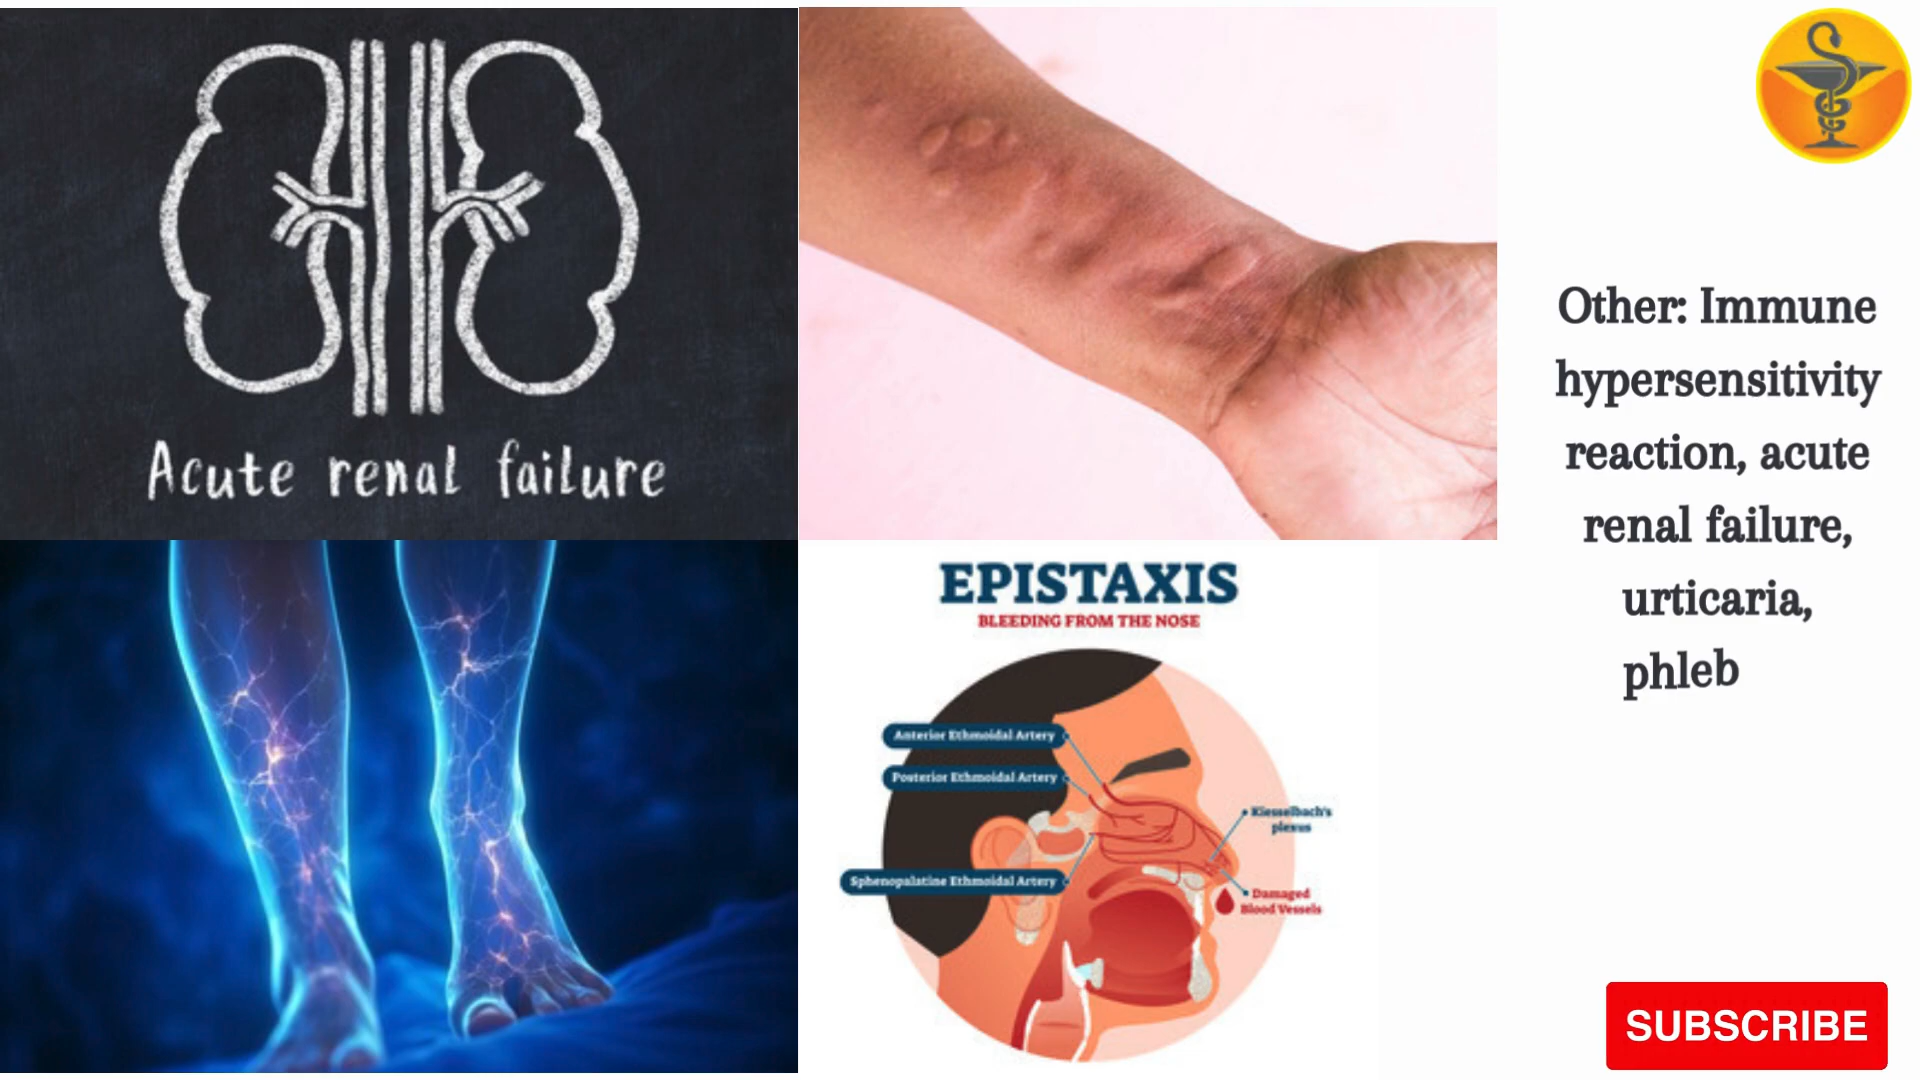 Acute renal failure
Other: Immune
hypersensitivity
reaction, acute
renal failure,
urticaria,
phleb
EPISTAXIS
BLEEDING FROM THE NOSE
Anterior Ethmoidal Artery
Posterior Ethmoidal Artery
Kiesselbach's
plexus
Sphenopalatine Ethmoidal Artery
Damaged
Blood Vessels
SUBSCRIBE